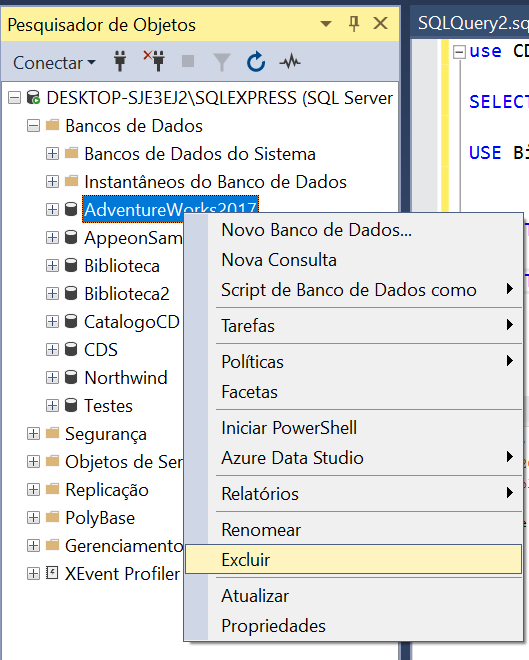 Pesquisador de Objetos
SQLQuery2.sq
Conectar
use CD
DESKTOP-SJE3EJ2\SQLEXPRESS (SQL Server
SELECT
Bancos de Dados
Bancos de Dados do Sistema
USE Bi
Instantâneos do Banco de Dados
AdventureWorks2017
AppeonSam
Biblioteca
Biblioteca2
CatalogoCD
CDS
Northwind
Testes
Segurança
Objetos de Ser
Replicação
PolyBase
Gerenciamento
XEvent Profiler
Novo Banco de Dados...
Nova Consulta
Script de Banco de Dados como
Tarefas
Políticas
Facetas
Iniciar PowerShell
Azure Data Studio
Relatórios
Renomear
Excluir
Atualizar
Propriedades